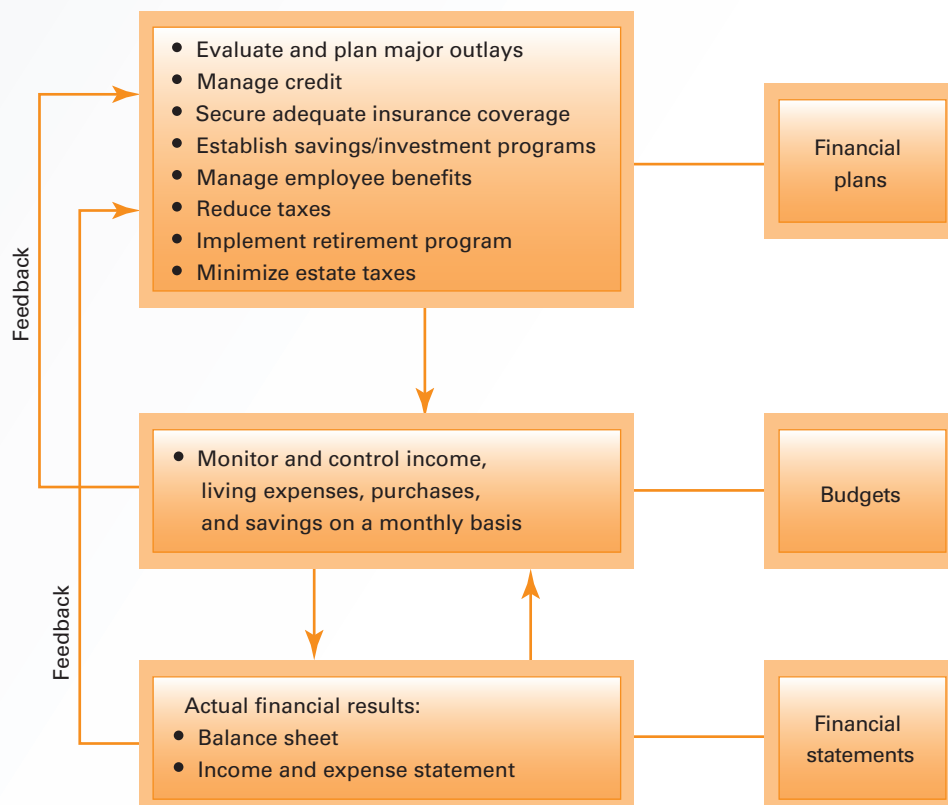 • Evaluate and plan major outlays
• Manage credit
• Secure adequate insurance coverage
• Establish savings/investment programs
• Manage employee benefits
• Reduce taxes
• Implement retirement program
• Minimize estate taxes
Financial
plans
Feedback
• Monitor and control income,
living expenses, purchases,
and savings on a monthly basis
Budgets
Feedback
Actual financial results:
• Balance sheet
• Income and expense statement
Financial
statements